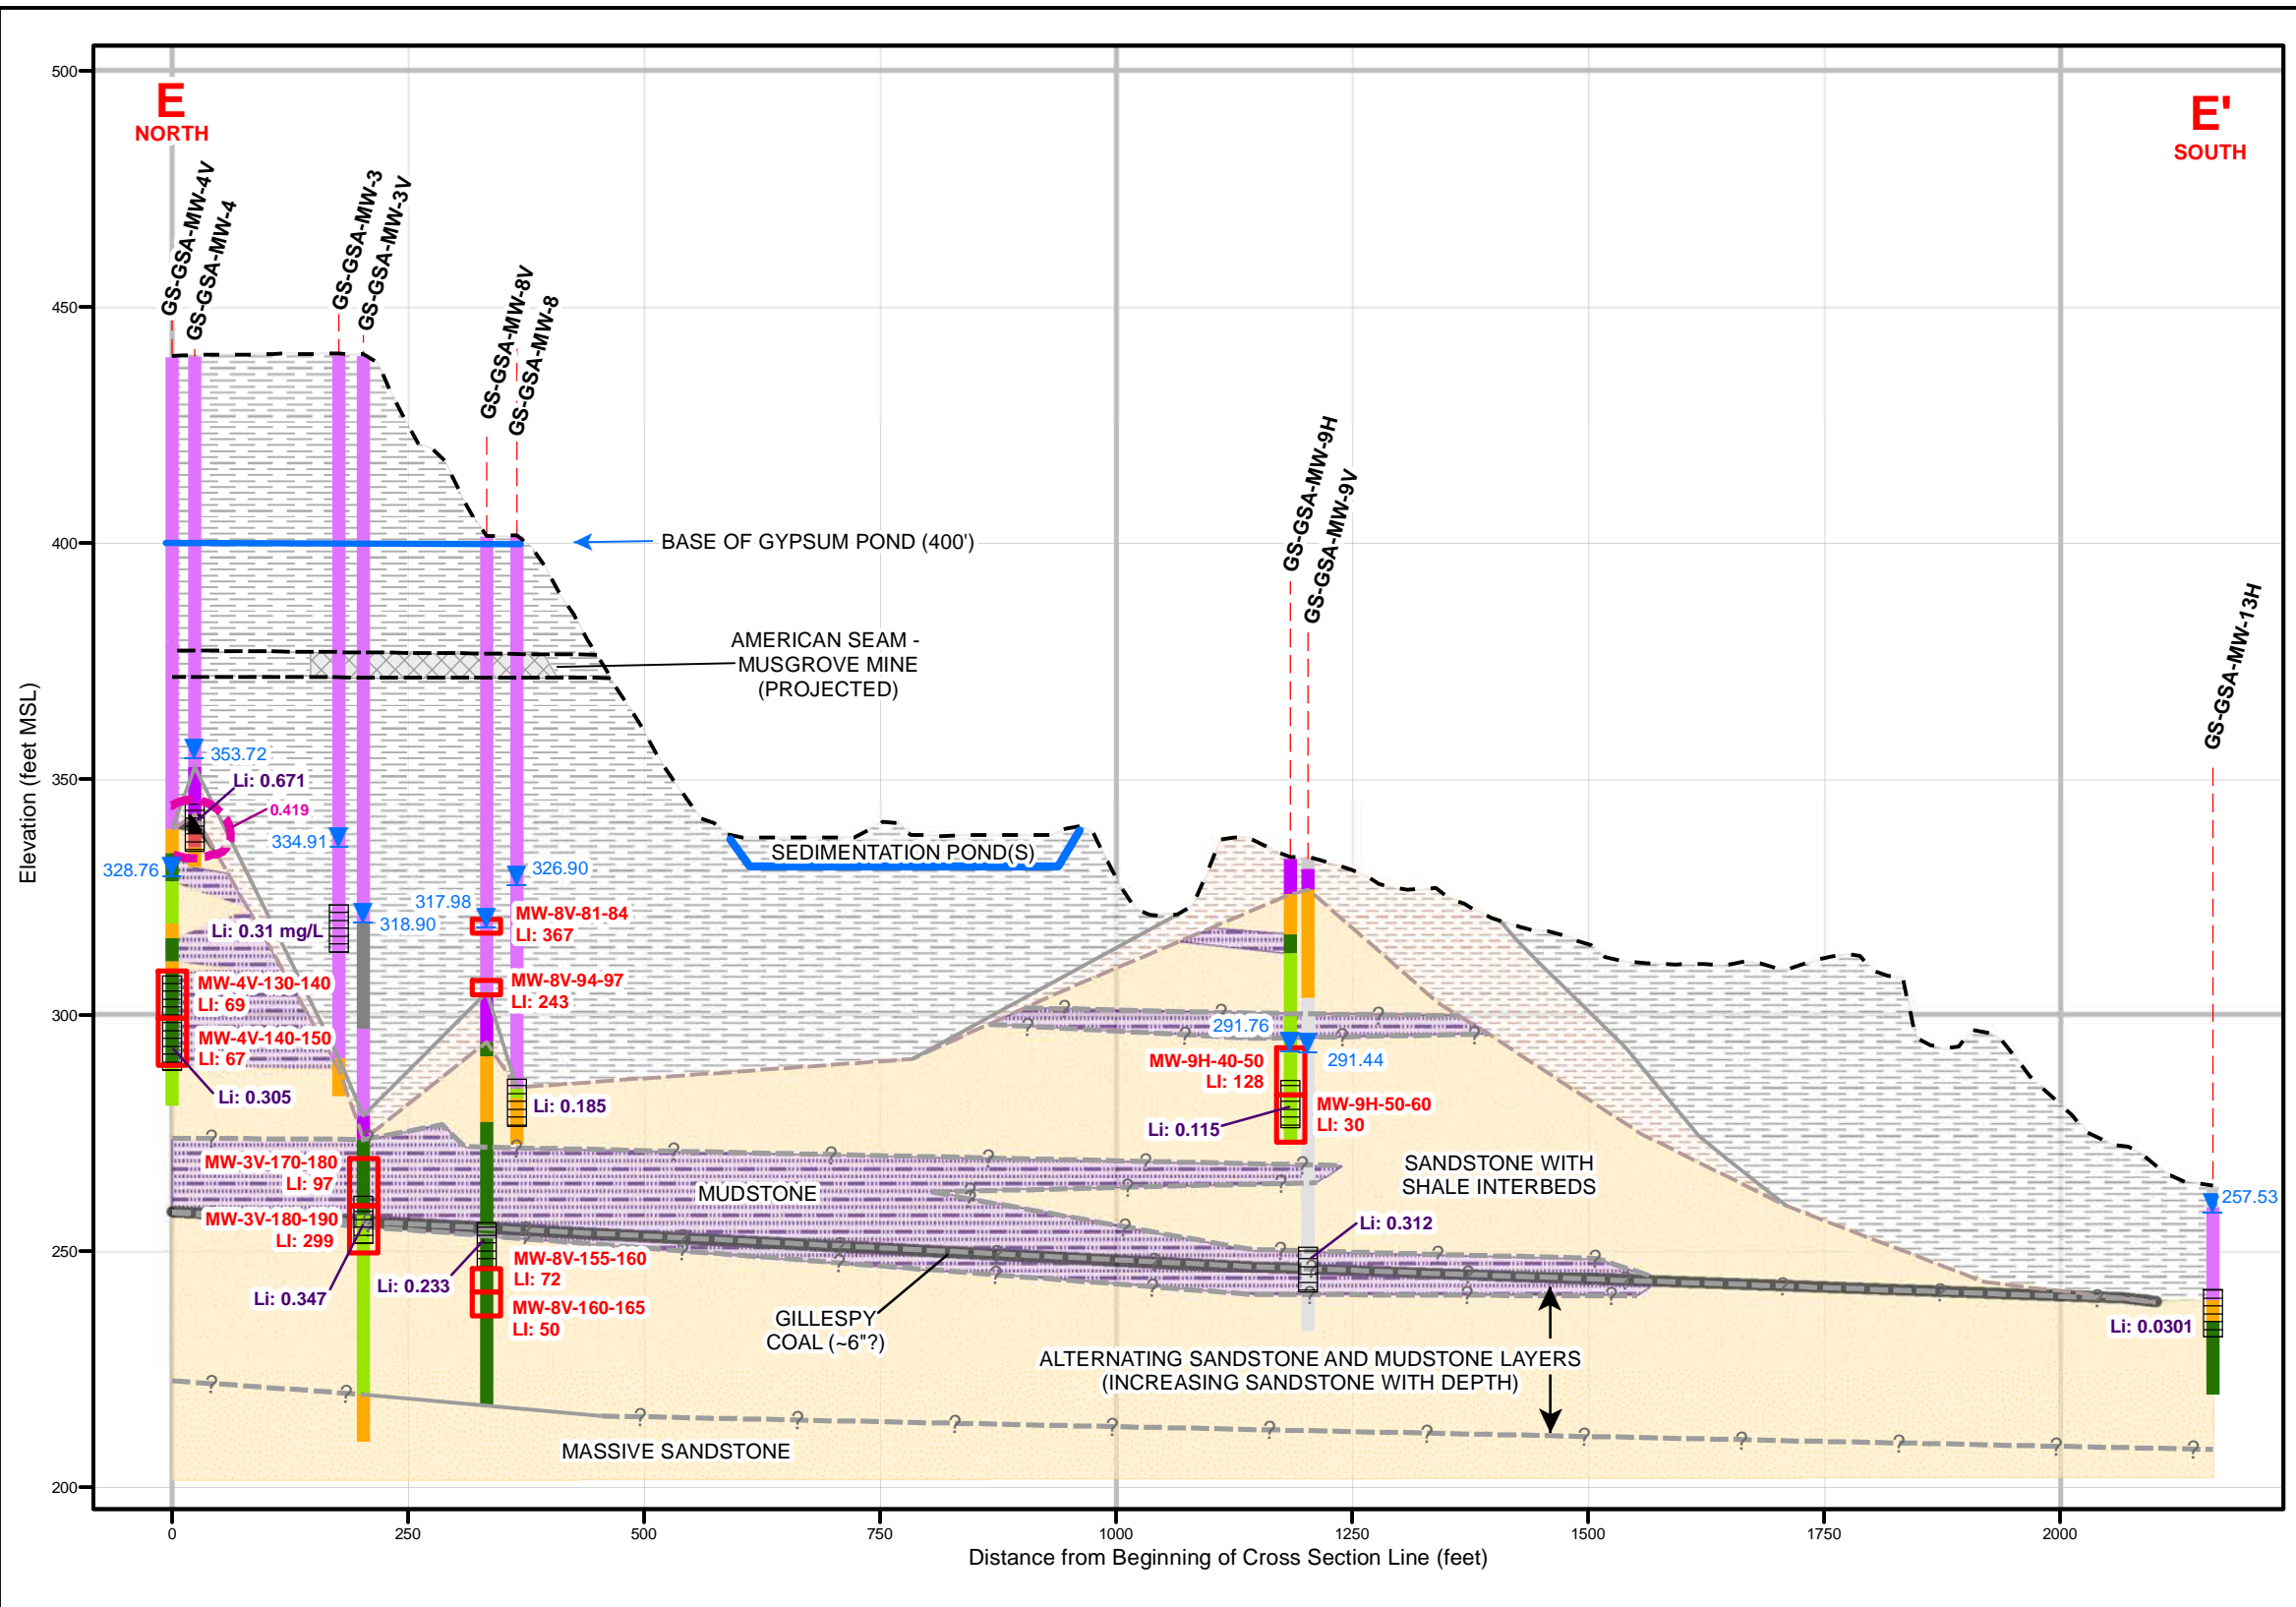 E
NORTH
E'
SOUTH
GS-GSA-MW-4V
GS-GSA-MW-4
GS-GSA-MW-3
GS-GSA-MW-3V
GS-GSA-MW-8V
GS-GSA-MW-8
GS-GSA-MW-9H
GS-GSA-MW-9V
GS-GSA-MW-13H
500
450
400
350
300
250
200
Elevation (feet MSL)
BASE OF GYPSUM POND (400')
AMERICAN SEAM -
MUSGROVE MINE
(PROJECTED)
353.72
Li: 0.671
0.419
334.91
328.76
326.90
317.98
318.90
SEDIMENTATION POND(S)
MW-8V-81-84
LI: 367
Li: 0.31 mg/L
MW-4V-130-140
LI: 69
MW-8V-94-97
LI: 243
MW-4V-140-150
LI: 67
Li: 0.305
Li: 0.185
291.76
291.44
MW-9H-40-50
LI: 128
MW-9H-50-60
LI: 30
Li: 0.115
MW-3V-170-180
LI: 97
MW-3V-180-190
LI: 299
MUDSTONE
SANDSTONE WITH
SHALE INTERBEDS
257.53
Li: 0.312
Li: 0.347
Li: 0.233
MW-8V-155-160
LI: 72
MW-8V-160-165
LI: 50
GILLESPY
COAL (~6"?)
Li: 0.0301
ALTERNATING SANDSTONE AND MUDSTONE LAYERS
(INCREASING SANDSTONE WITH DEPTH)
MASSIVE SANDSTONE
0
250
500
750
1000
1250
1500
1750
2000
Distance from Beginning of Cross Section Line (feet)